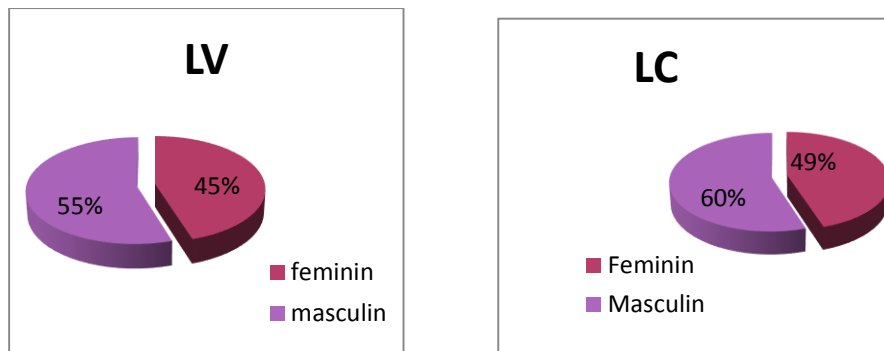 LV
45%
55%
feminin
masculin
LC
49%
60%
Feminin
Masculin